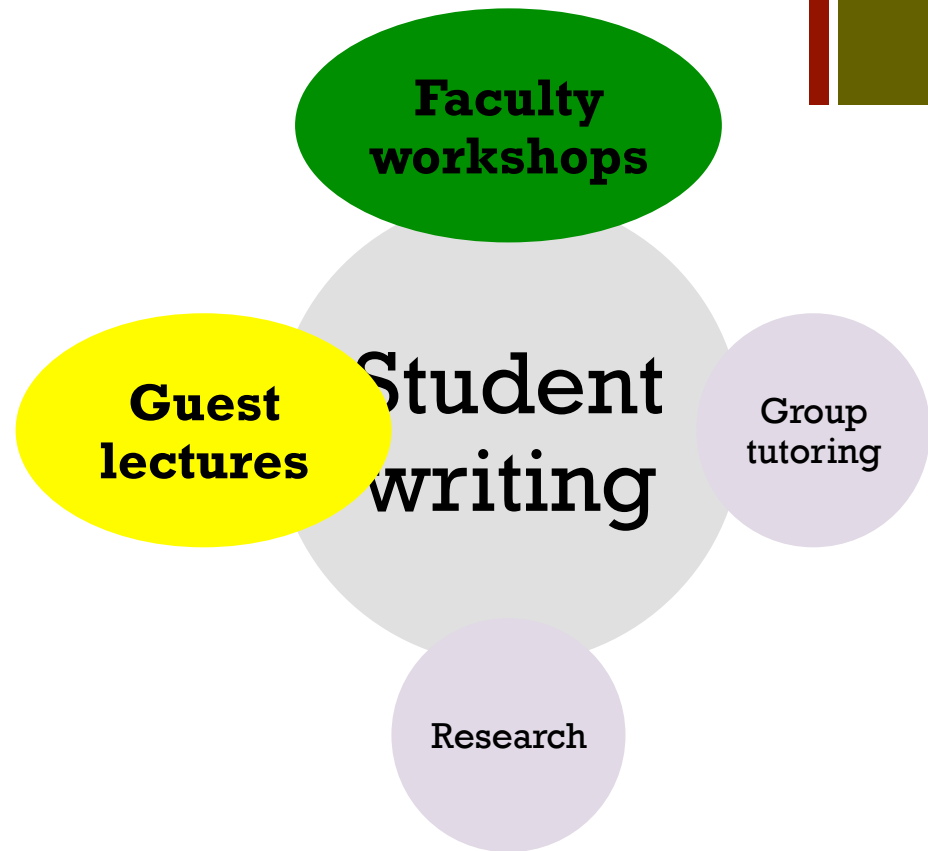 Faculty
workshops
Guest
lectures
Student
writing
Group
tutoring
Research